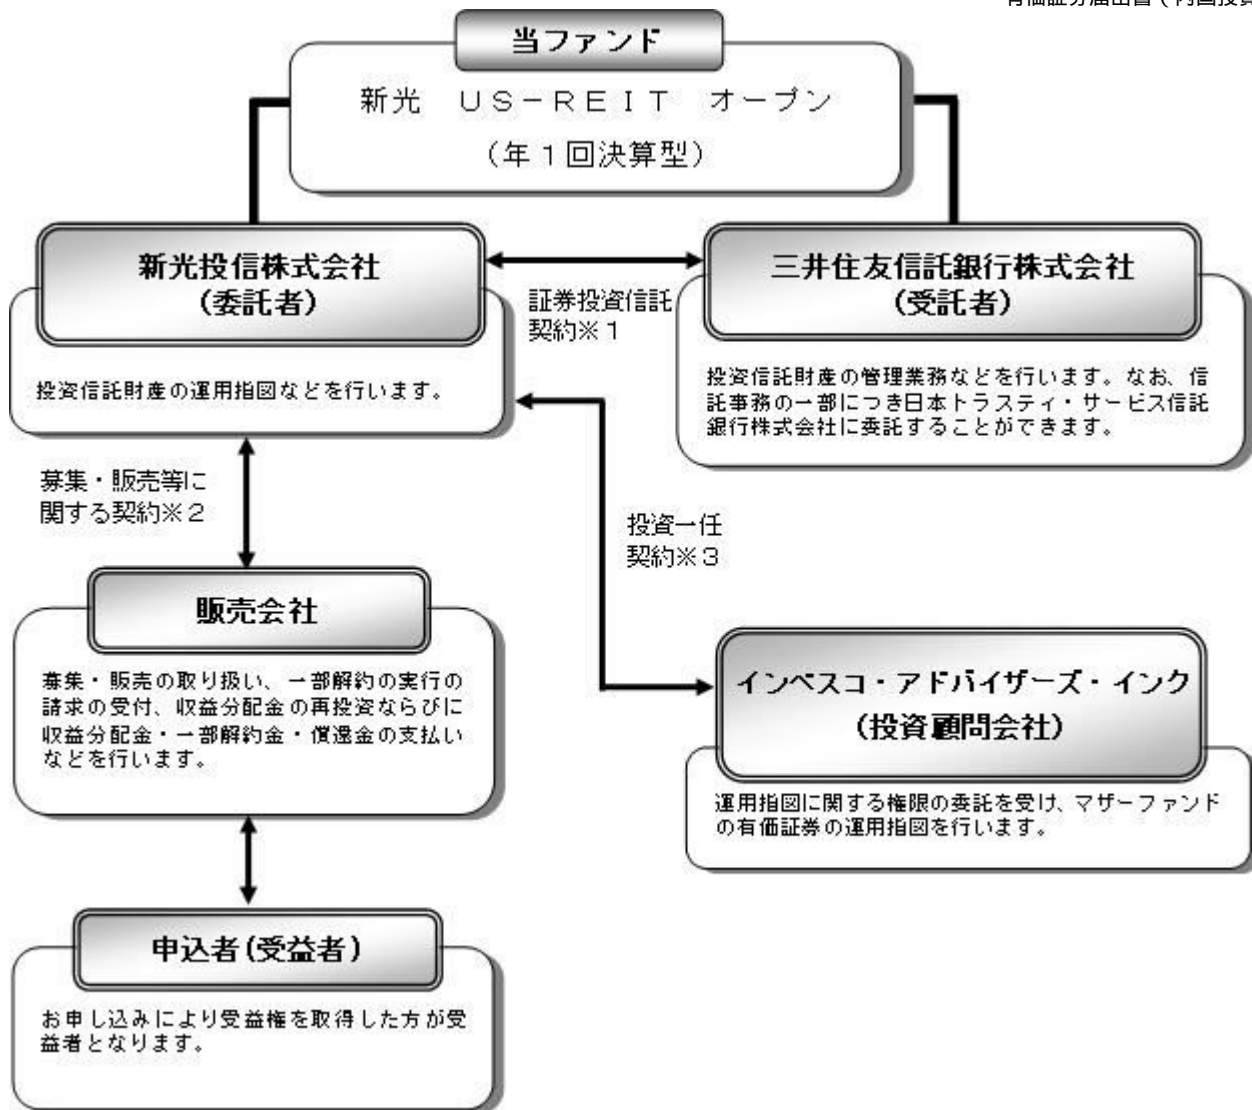 有価証券届出書（内国投資
当ファンド
新光　ＵＳ－ＲＥＩＴ　オープン
（年１回決算型）
新光投信株式会社
(委託者)
投資信託財産の運用指図などを行います。
証券投資信託
契約※１
三井住友信託銀行株式会社
(受託者)
投資信託財産の管理業務などを行います。なお、信
託事務の一部につき日本トラスティ・サービス信託
銀行株式会社に委託することができます。
募集・販売等に
関する契約※２
投資一任
契約※３
販売会社
募集・販売の取り扱い、一部解約の実行の
請求の受付、収益分配金の再投資ならびに
収益分配金・一部解約金・償還金の支払い
などを行います。
インベスコ・アドバイザーズ・インク
(投資顧問会社)
運用指図に関する権限の委託を受け、マザーファンド
の有価証券の運用指図を行います。
申込者(受益者)
お申し込みにより受益権を取得した方が受
益者となります。